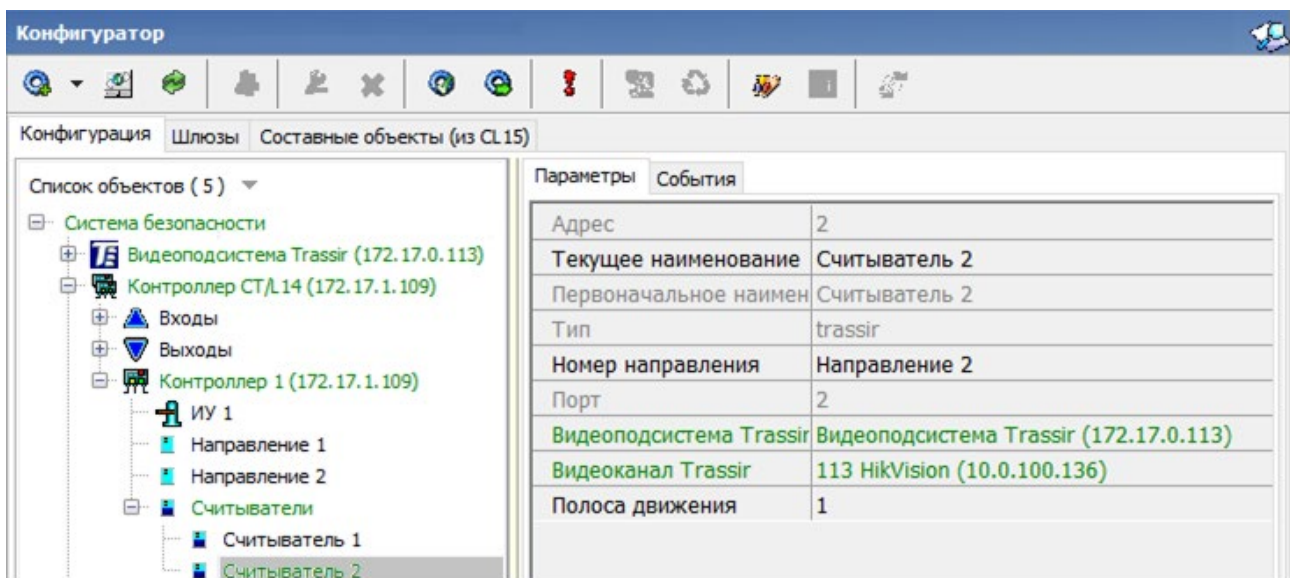 Конфигуратор
Конфигурация Шлюзы Составные объекты (из CL15)
Список объектов ( 5 )
Система безопасности
Видеоподсистема Trassir (172.17.0.113)
Контроллер CT/L14 (172.17.1.109)
Входы
Выходы
Контроллер 1 (172.17.1.109)
ИУ 1
Направление 1
Направление 2
Считыватели
Считыватель 1
Считыватель 2
Параметры События
Адрес 2
Текущее наименование Считыватель 2
Первоначальное наимен Считыватель 2
Тип trassir
Номер направления Направление 2
Порт 2
Видеоподсистема Trassir Видеоподсистема Trassir (172.17.0.113)
Видеоканал Trassir 113 HikVision (10.0.100.136)
Полоса движения 1